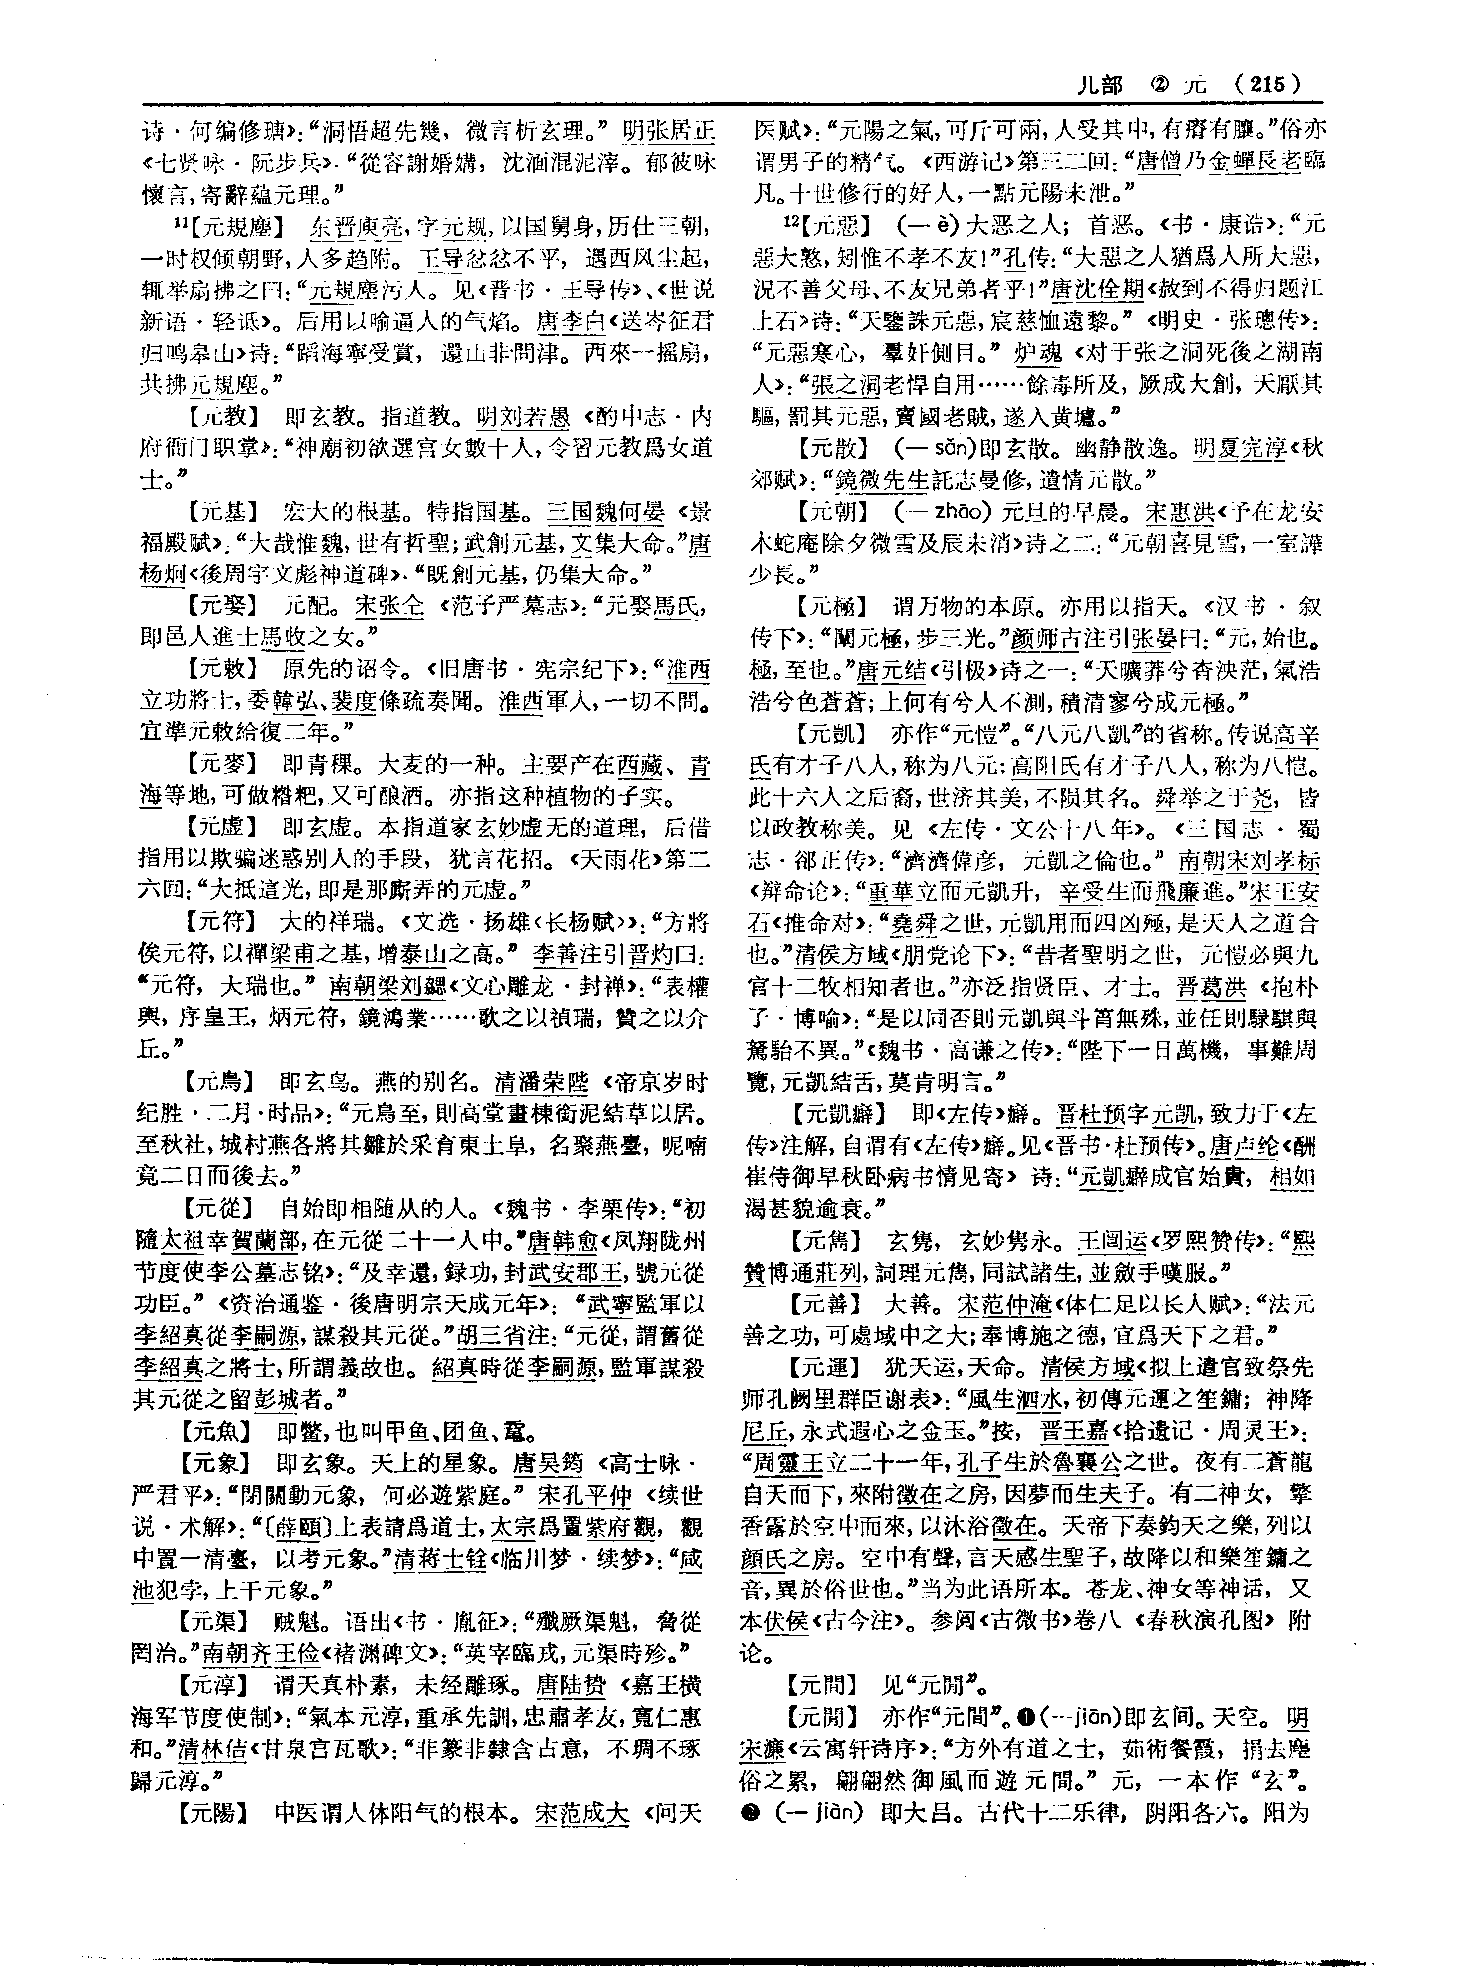 儿部 ② 元 (215)
诗·何编修瑭》：“洞悟超先幾，微言析玄理。”明张居正
《七贤咏·阮步兵》：“從容謝婚媾，沈湎混泥滓。郁彼咏
懷言，寄辭蕴元理。”
11【元規塵】 东晋庾亮，字元规，以国舅身，历仕三朝，
一时权倾朝野，人多趋附。王导忿忿不平，遇西风尘起，
辄举扇拂之曰：“元規塵污人。见《晋书·王导传》、《世说
新语·轻诋》。后用以喻逼人的气焰。唐李白《送岑征君
归鸣皋山》诗：“蹈海寧受賞，還山非問津。西來一摇扇，
共拂元規塵。”
【元教】 即玄教。指道教。明刘若愚《酌中志·内
府衙门职掌》：“神廟初欲選宫女數十人，令習元教爲女道
士。”
【元基】 宏大的根基。特指国基。三国魏何晏《景
福殿赋》：“大哉惟魏，世有哲聖；武創元基，文集大命。”唐
杨炯《後周宇文彪神道碑》：“既創元基，仍集大命。”
【元娶】 元配。宋张仝《范子严墓志》：“元娶馬氏，
即邑人進士馬收之女。”
【元敕】 原先的诏令。《旧唐书·宪宗纪下》：“淮西
立功將士，委韓弘、裴度條疏奏聞。淮西軍人，一切不問。
宜準元敕給復二年。”
【元麥】 即青稞。大麦的一种。主要产在西藏、青
海等地，可做糌粑，又可酿酒。亦指这种植物的子实。
【元虚】 即玄虚。本指道家玄妙虚无的道理，后借
指用以欺骗迷惑别人的手段，犹言花招。《天雨花》第二
六回：“大抵這光，即是那廝弄的元虚。”
【元符】 大的祥瑞。《文选·扬雄〈长杨赋〉》：“方將
俟元符，以禪梁甫之基，增泰山之高。”李善注引晋灼曰：
“元符，大瑞也。”南朝梁刘勰《文心雕龙·封禅》：“表權
輿，序皇王，炳元符，鏡鴻業……歌之以禎瑞，贊之以介
丘。”
【元鳥】 即玄鸟。燕的别名。清潘荣陛《帝京岁时
纪胜·二月·时品》：“元鳥至，則高堂畫棟銜泥結草以居。
至秋社，城村燕各將其雛於采育東土阜，名聚燕臺，呢喃
竟二日而後去。”
【元從】 自始即相随从的人。《魏书·李栗传》：“初
隨太祖幸賀蘭部，在元從二十一人中。”唐韩愈《凤翔陇州
节度使李公墓志铭》：“及幸還，録功，封武安郡王，號元從
功臣。”《资治通鉴·後唐明宗天成元年》：“武寧監軍以
李紹真從李嗣源，謀殺其元從。”胡三省注：“元從，謂舊從
李紹真之將士，所謂義故也。紹真時從李嗣源，監軍謀殺
其元從之留彭城者。”
【元魚】 即鳖，也叫甲鱼、团鱼、鼋。
【元象】 即玄象。天上的星象。唐吴筠《高士咏·
严君平》：“閉關動元象，何必遊紫庭。”宋孔平仲《续世
说·术解》：“〔薛頤〕上表請爲道士，太宗爲置紫府觀，觀
中置一清臺，以考元象。”清蒋士铨《临川梦·续梦》：“咸
池犯孛，上干元象。”
【元渠】 贼魁。语出《书·胤征》：“殲厥渠魁，脅從
罔治。”南朝齐王俭《褚渊碑文》：“英宰臨戎，元渠時殄。”
【元淳】 谓天真朴素，未经雕琢。唐陆贽《嘉王横
海军节度使制》：“氣本元淳，重承先訓，忠肅孝友，寬仁惠
和。”清林佶《甘泉宫瓦歌》：“非篆非隸含古意，不琱不琢
歸元淳。”
【元陽】 中医谓人体阳气的根本。宋范成大《问天
医赋》：“元陽之氣，可斤可兩，人受其中，有瘠有瓌。”俗亦
谓男子的精气。《西游记》第三二回：“唐僧乃金蟬長老臨
凡。十世修行的好人，一點元陽未泄。”
12【元惡】 (一 è)大恶之人；首恶。《书·康诰》：“元
惡大憝，矧惟不孝不友！”孔传：“大惡之人猶爲人所大惡，
況不善父母、不友兄弟者乎！”唐沈佺期《赦到不得归题江
上石》诗：“天鑒誅元惡，宸慈恤遠黎。”《明史·张璁传》：
“元惡寒心，羣奸側目。”炉魂《对于张之洞死後之湖南
人》：“張之洞老悍自用……餘毒所及，厥成大創，天厭其
驅，罰其元惡，賣國老賊，遂入黄壚。”
【元散】 (一 sǎn)即玄散。幽静散逸。明夏完淳《秋
郊赋》：“鏡微先生託志曼修，遣情元散。”
【元朝】 (一 zhāo)元旦的早晨。宋惠洪《予在龙安
木蛇庵除夕微雪及辰未消》诗之二：“元朝喜見雪，一室譁
少長。”
【元極】 谓万物的本原。亦用以指天。《汉书·叙
传下》：“闡元極，步三光。”颜师古注引张晏曰：“元，始也。
極，至也。”唐元结《引极》诗之一：“天曠莽兮杳泱茫，氣浩
浩兮色蒼蒼；上何有兮人不測，積清寥兮成元極。”
【元凱】 亦作“元愷”。“八元八凱”的省称。传说高辛
氏有才子八人，称为八元；高阳氏有才子八人，称为八恺。
此十六人之后裔，世济其美，不陨其名。舜举之于尧，皆
以政教称美。见《左传·文公十八年》。《三国志·蜀
志·郤正传》：“濟濟偉彦，元凱之倫也。”南朝宋刘孝标
《辩命论》：“重華立而元凱升，辛受生而飛廉進。”宋王安
石《推命对》：“堯舜之世，元凱用而四凶殛，是天人之道合
也。”清侯方域《朋党论下》：“昔者聖明之世，元愷必與九
官十二牧相知者也。”亦泛指贤臣、才士。晋葛洪《抱朴
子·博喻》：“是以同否則元凱與斗筲無殊，並任則騄騏與
駑駘不異。”《魏书·高谦之传》：“陛下一日萬機，事難周
覽，元凱結舌，莫肯明言。”
【元凱癖】 即《左传》癖。晋杜预字元凯，致力于《左
传》注解，自谓有《左传》癖。见《晋书·杜预传》。唐卢纶《酬
崔侍御早秋卧病书情见寄》诗：“元凱癖成官始貴，相如
渴甚貌逾衰。”
【元雋】 玄隽，玄妙隽永。王闿运《罗熙赞传》：“熙
贊博通莊列，詞理元雋，同試諸生，並斂手嘆服。”
【元善】 大善。宋范仲淹《体仁足以长人赋》：“法元
善之功，可處域中之大；奉博施之德，宜爲天下之君。”
【元運】 犹天运，天命。清侯方域《拟上遣官致祭先
师孔阙里群臣谢表》：“風生泗水，初傳元運之笙鏞；神降
尼丘，永式遐心之金玉。”按，晋王嘉《拾遗记·周灵王》：
“周靈王立二十一年，孔子生於魯襄公之世。夜有二蒼龍
自天而下，來附徵在之房，因夢而生夫子。有二神女，擎
香露於空中而來，以沐浴徵在。天帝下奏鈞天之樂，列以
顔氏之房。空中有聲，言天感生聖子，故降以和樂笙鏞之
音，異於俗世也。”当为此语所本。苍龙、神女等神话，又
本伏侯《古今注》。参阅《古微书》卷八《春秋演孔图》附
论。
【元間】 见“元閒”。
【元閒】 亦作“元間”。❶(一 jiān)即玄间。天空。明
宋濂《云寓轩诗序》：“方外有道之士，茹術餐霞，捐去塵
俗之累，翩翩然御風而遊元間。”元，一本作“玄”。
❷ (一 jiàn) 即大吕。古代十二乐律，阴阳各六。阳为